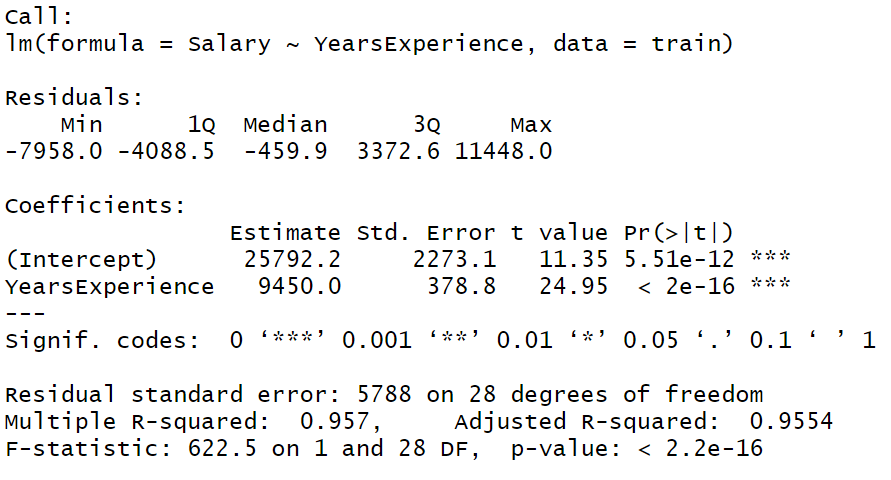 Call:
lm(formula = Salary ~ YearsExperience, data = train)
Residuals:
    Min      1Q  Median      3Q     Max
-7958.0 -4088.5  -459.9  3372.6 11448.0
Coefficients:
                Estimate Std. Error t value Pr(>|t|)
(Intercept)      25792.2     2273.1   11.35 5.51e-12 ***
YearsExperience   9450.0      378.8   24.95  < 2e-16 ***
---
Signif. codes:  0 ‘***’ 0.001 ‘**’ 0.01 ‘*’ 0.05 ‘.’ 0.1 ‘ ’ 1
Residual standard error: 5788 on 28 degrees of freedom
Multiple R-squared:  0.957,     Adjusted R-squared:  0.9554
F-statistic: 622.5 on 1 and 28 DF,  p-value: < 2.2e-16